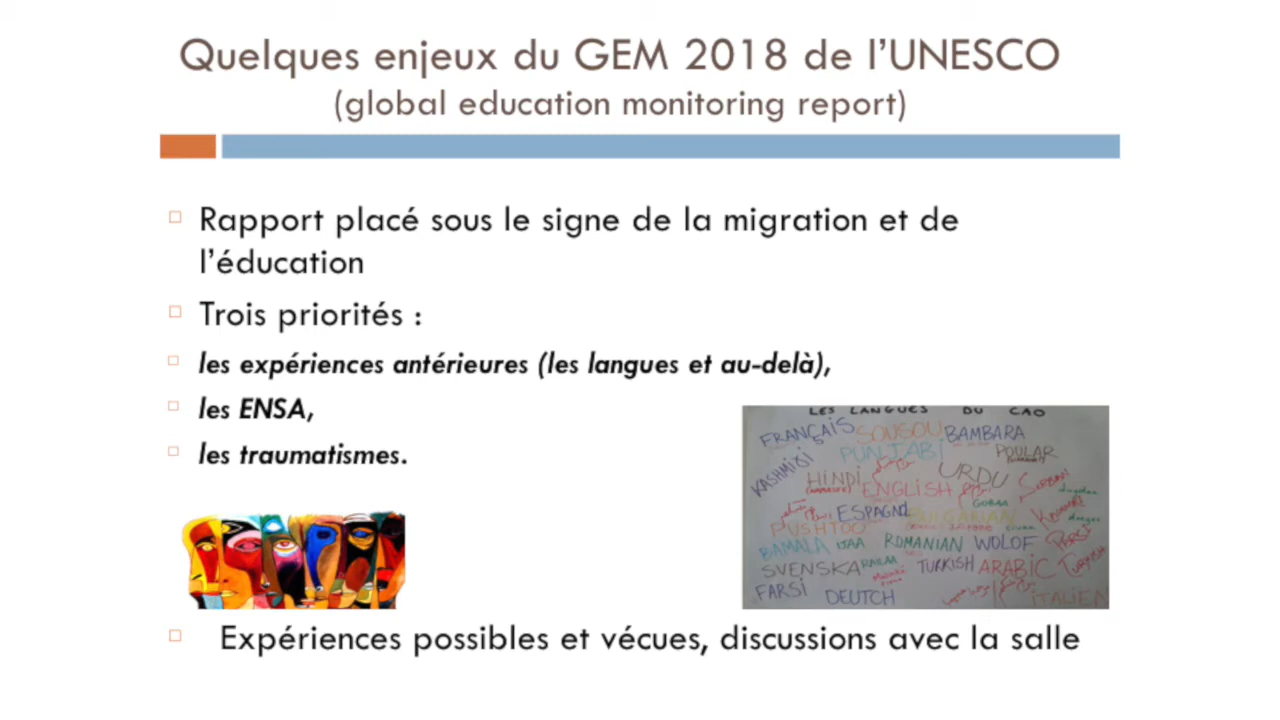 Quelques enjeux du GEM 2018 de l’UNESCO
(global education monitoring report)
Rapport placé sous le signe de la migration et de
l’éducation
Trois priorités :
les expériences antérieures (les langues et au-delà),
les ENSA,
les traumatismes.
LES LANGUES DU CAO
FRANÇAIS SOUSOU BAMBARA
KASHMIRI PUNJABI POULAR
HINDI URDU
ENGLISH
GORAA
ESPAGNOL BULGARIAN
PUSHTOO
BAMALA ROMANIAN WOLOF PARSI
SVENSKA TURKISH ARABIC TURKISH
FARSI DEUTCH ITALIEN
Expériences possibles et vécues, discussions avec la salle